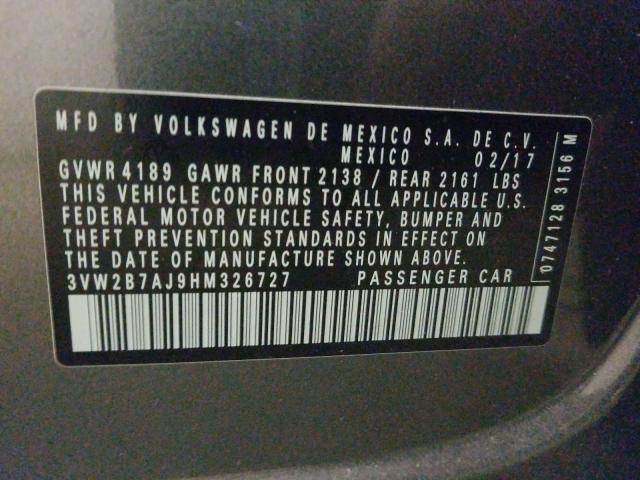 MFD BY VOLKSWAGEN DE MEXICO S.A. DE C.V.
MEXICO 02/17
GVWR 4189 GAWR FRONT 2138 / REAR 2161 LBS
THIS VEHICLE CONFORMS TO ALL APPLICABLE U.S.
FEDERAL MOTOR VEHICLE SAFETY, BUMPER AND
THEFT PREVENTION STANDARDS IN EFFECT ON
THE DATE OF MANUFACTURE SHOWN ABOVE.
3VW2B7AJ9HM326727 PASSENGER CAR
0747128 3156 M